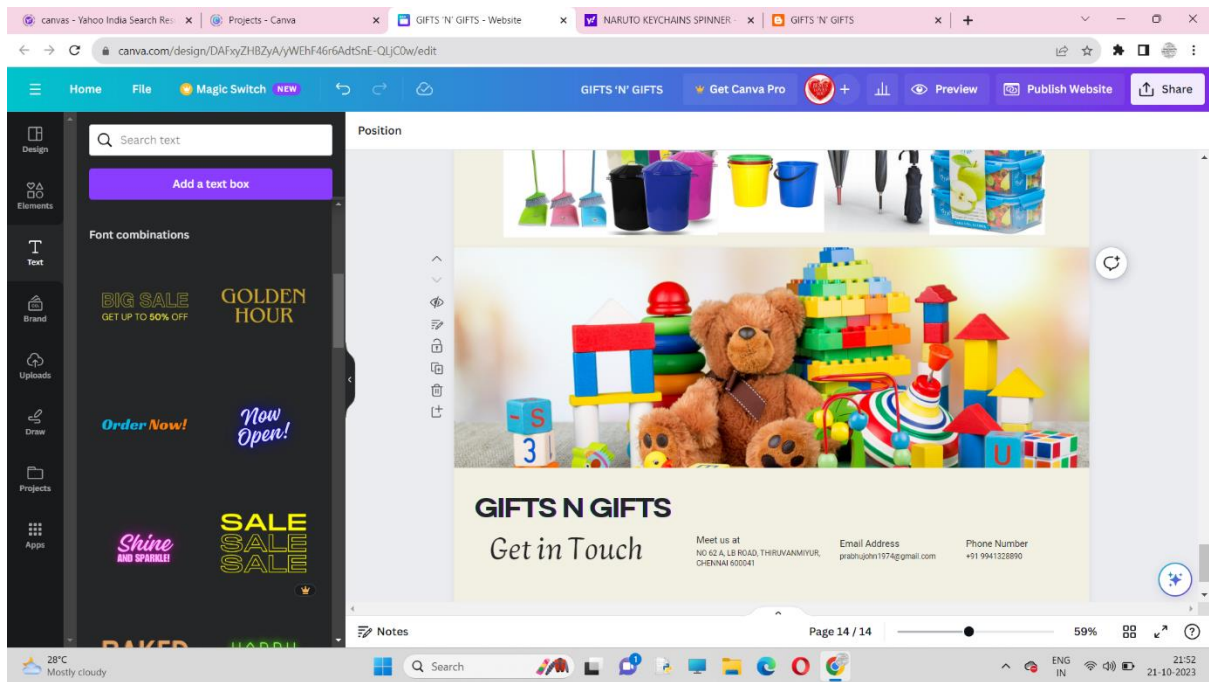 canvas - Yahoo India Search Res
Projects - Canva
GIFTS 'N' GIFTS - Website
NARUTO KEYCHAINS SPINNER -
GIFTS 'N' GIFTS
canva.com/design/DAFxyZHBZyA/yWEhF46r6AdtSnE-QLjC0w/edit
Home
File
Magic Switch NEW
GIFTS 'N' GIFTS
Get Canva Pro
Preview
Publish Website
Share
Design
Elements
Text
Brand
Uploads
Draw
Projects
Apps
Search text
Add a text box
Font combinations
BIG SALE
GET UP TO 50% OFF
GOLDEN
HOUR
Order Now!
Now
Open!
Shine
AND SPARKLE!
SALE
SALE
SALE
BAKED
HAPPY
Position
S
3
U
GIFTS N GIFTS
Get in Touch
Meet us at
NO 62 A, LB ROAD, THIRUVANMIYUR,
CHENNAI 600041
Email Address
prabhujohn1974@gmail.com
Phone Number
+91 9941328890
Notes
Page 14 / 14
59%
28°C
Mostly cloudy
Search
ENG
IN
21:52
21-10-2023